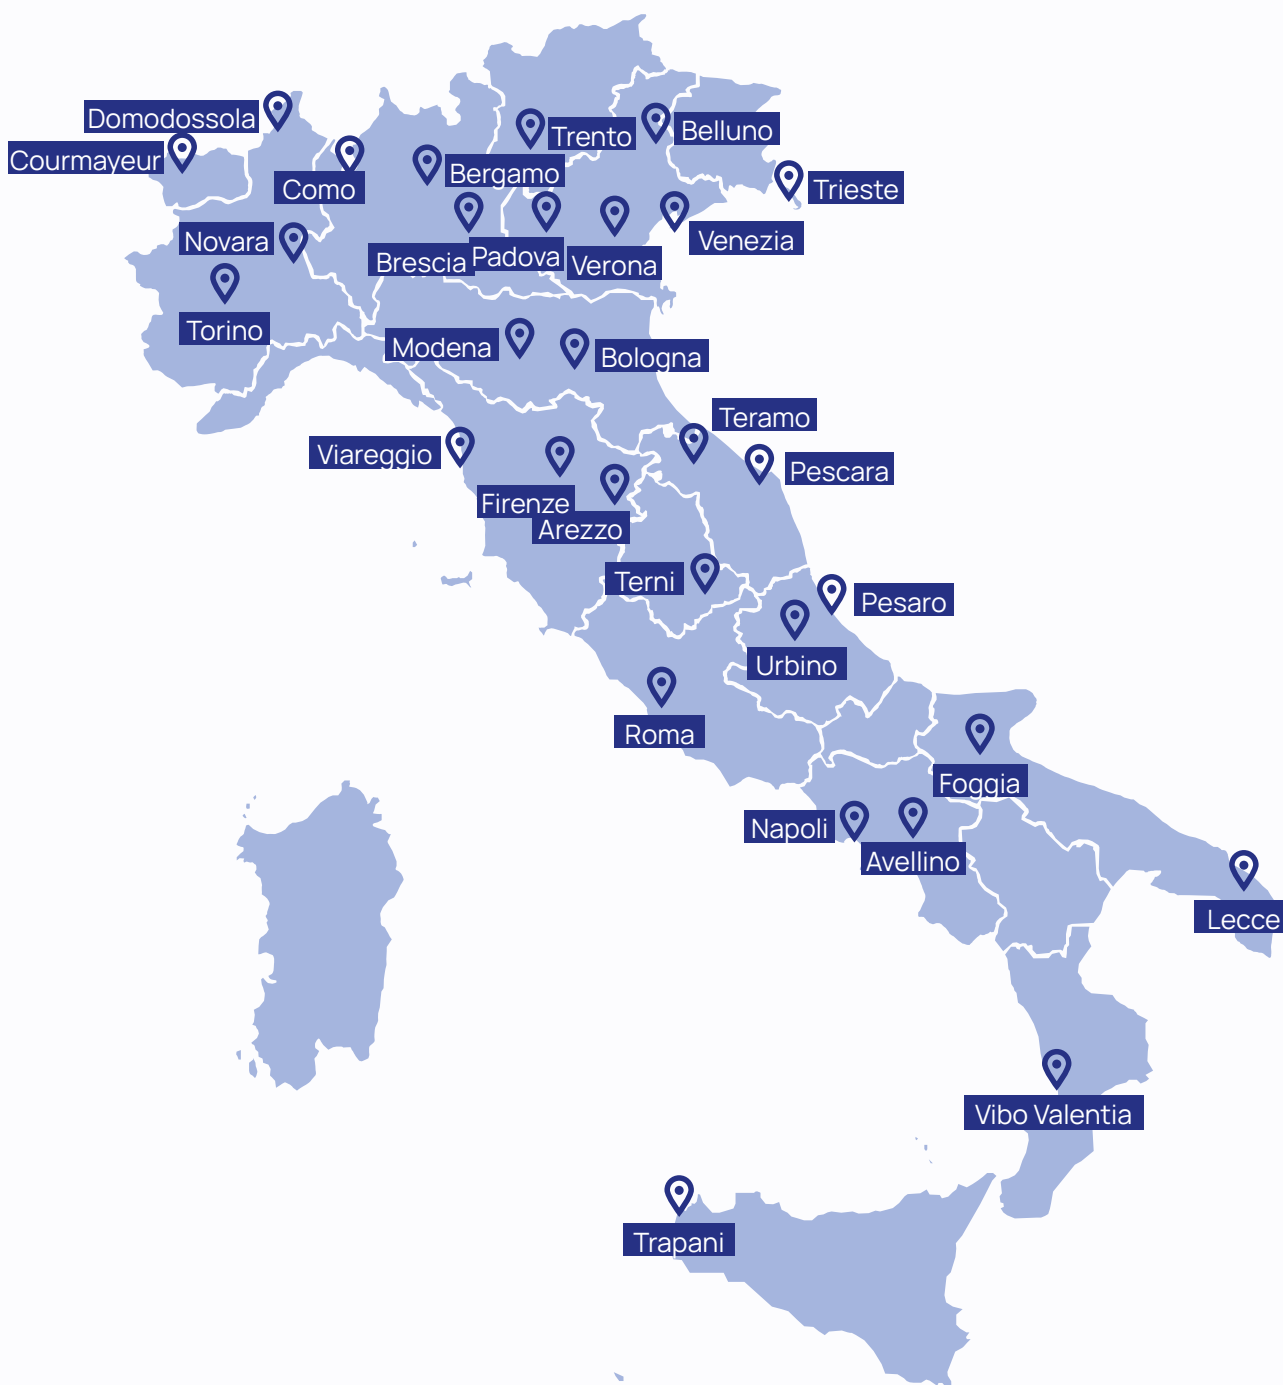 Domodossola
Courmayeur
Como
Trento
Belluno
Bergamo
Trieste
Novara
Brescia
Padova
Verona
Venezia
Torino
Modena
Bologna
Teramo
Viareggio
Pescara
Firenze
Arezzo
Terni
Pesaro
Urbino
Roma
Foggia
Napoli
Avellino
Lecce
Vibo Valentia
Trapani